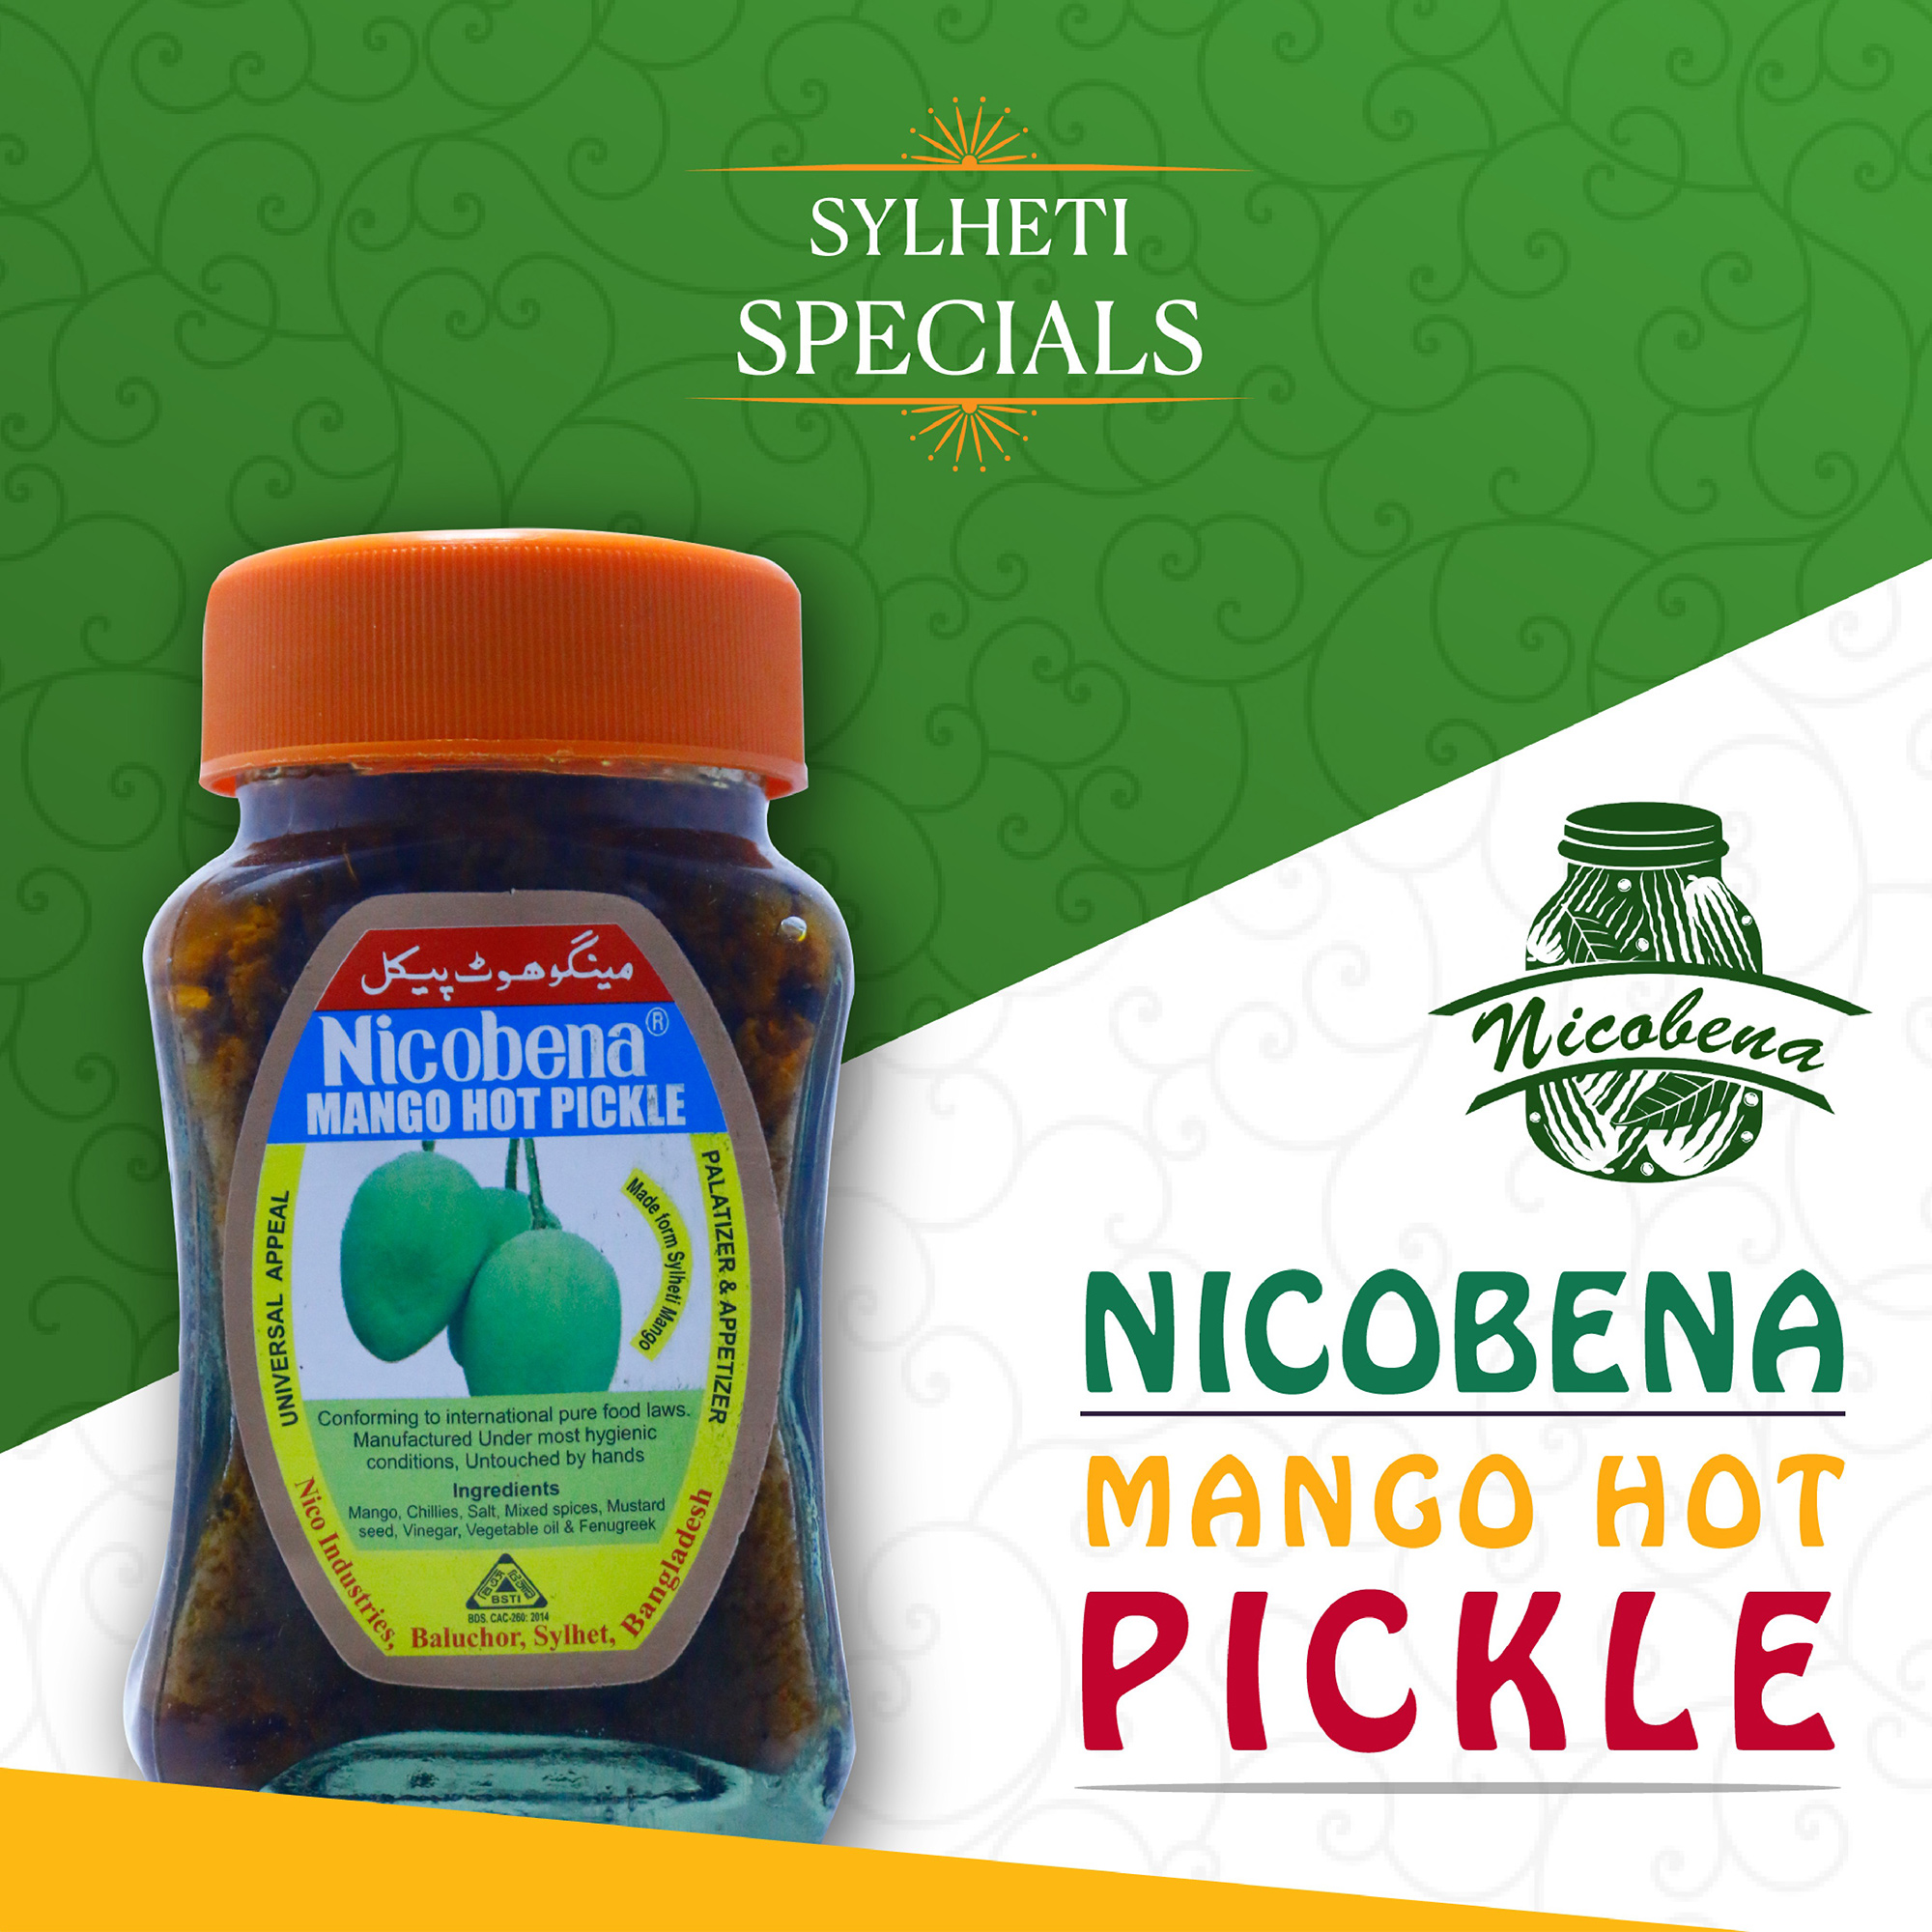 SYLHETI
SPECIALS
مینگو ھوٹ پیکل
Nicobena®
MANGO HOT PICKLE
UNIVERSAL APPEAL
PALATIZER & APPETIZER
Made form Sylheti Mango
Conforming to international pure food laws.
Manufactured Under most hygienic
conditions, Untouched by hands
Ingredients
Mango, Chillies, Salt, Mixed spices, Mustard
seed, Vinegar, Vegetable oil & Fenugreek
BSTI
BDS. CAC-260: 2014
Nico Industries, Baluchor, Sylhet, Bangladesh
Nicobena
NICOBENA
MANGO HOT
PICKLE